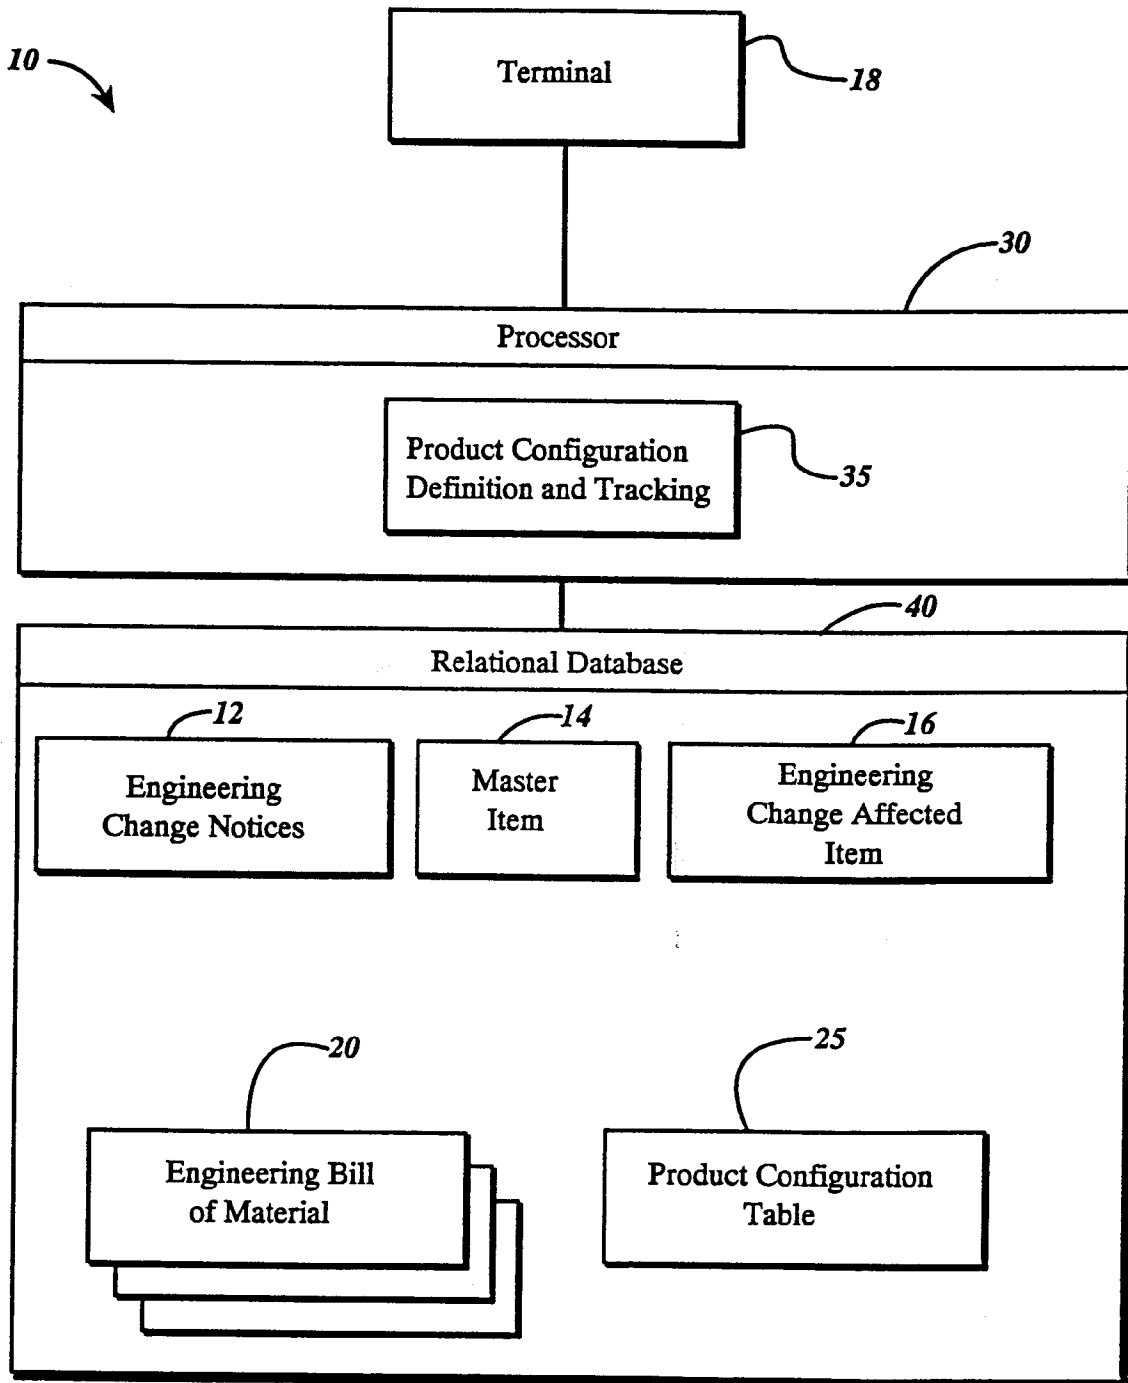 10
Terminal
18
30
Processor
Product Configuration
Definition and Tracking
35
40
Relational Database
12
14
16
Engineering
Change Notices
Master
Item
Engineering
Change Affected
Item
20
25
Engineering Bill
of Material
Product Configuration
Table